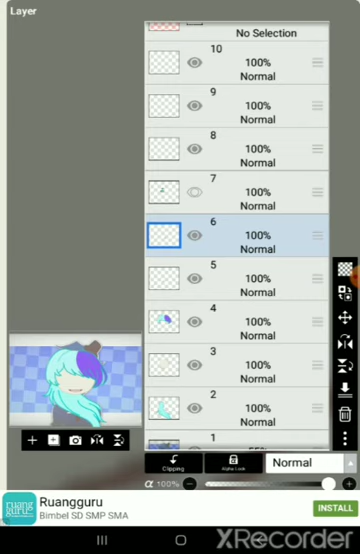 Layer
No Selection
10
100%
Normal
9
100%
Normal
8
100%
Normal
7
100%
Normal
6
100%
Normal
5
100%
Normal
4
100%
Normal
3
100%
Normal
2
100%
Normal
1
Clipping
Alpha Lock
Normal
α 100%
ruang guru
Ruangguru
Bimbel SD SMP SMA
INSTALL
XRecorder